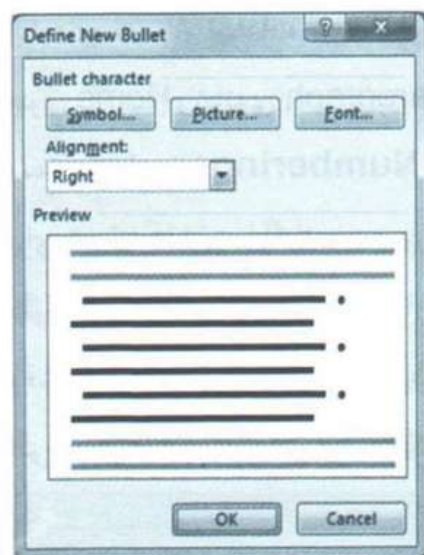 Define New Bullet
Bullet character
Symbol... Picture... Font...
Alignment:
Right
Preview
OK Cancel